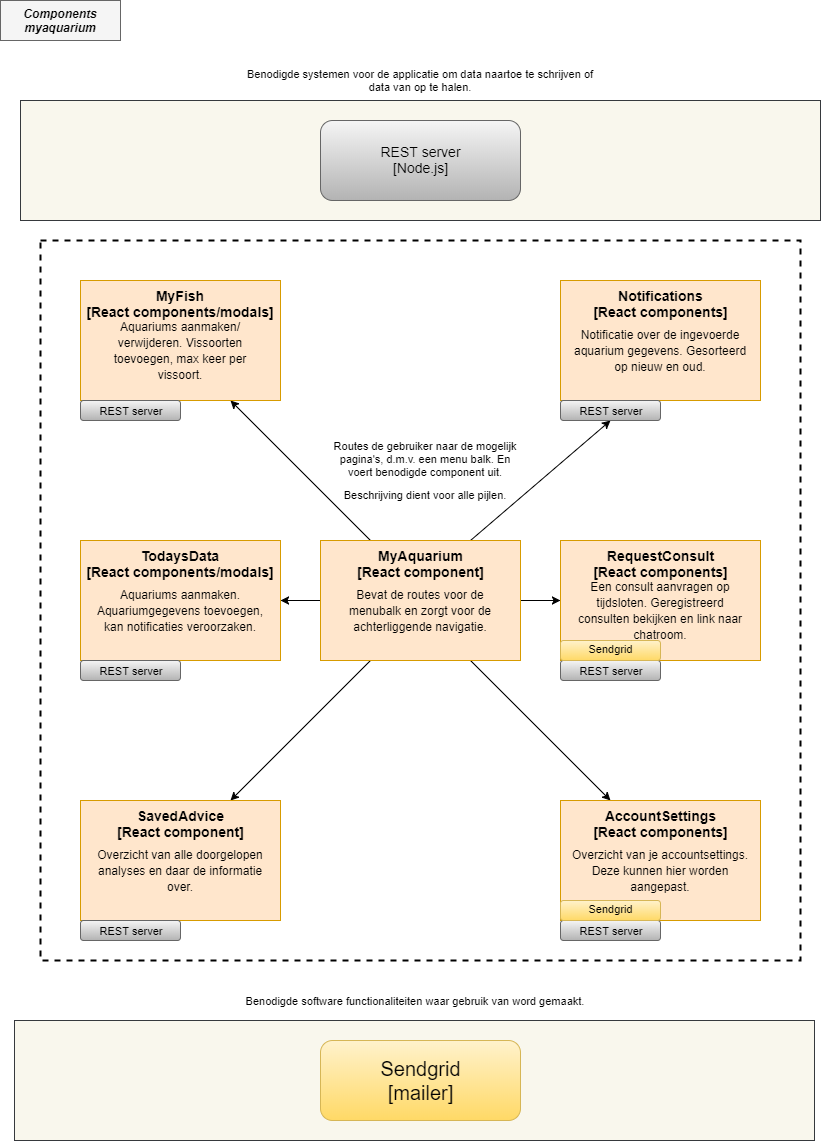 Components
myaquarium
Benodigde systemen voor de applicatie om data naartoe te schrijven of
data van op te halen.
REST server
[Node.js]
MyFish
[React components/modals]
Aquariums aanmaken/
verwijderen. Vissoorten
toevoegen, max keer per
vissoort.
REST server
Notifications
[React components]
Notificatie over de ingevoerde
aquarium gegevens. Gesorteerd
op nieuw en oud.
REST server
Routes de gebruiker naar de mogelijk
pagina's, d.m.v. een menu balk. En
voert benodigde component uit.
Beschrijving dient voor alle pijlen.
TodaysData
[React components/modals]
Aquariums aanmaken.
Aquariumgegevens toevoegen,
kan notificaties veroorzaken.
REST server
MyAquarium
[React component]
Bevat de routes voor de
menubalk en zorgt voor de
achterliggende navigatie.
RequestConsult
[React components]
Een consult aanvragen op
tijdsloten. Geregistreerd
consulten bekijken en link naar
chatroom.
Sendgrid
REST server
SavedAdvice
[React component]
Overzicht van alle doorgelopen
analyses en daar de informatie
over.
REST server
AccountSettings
[React components]
Overzicht van je accountsettings.
Deze kunnen hier worden
aangepast.
Sendgrid
REST server
Benodigde software functionaliteiten waar gebruik van word gemaakt.
Sendgrid
[mailer]